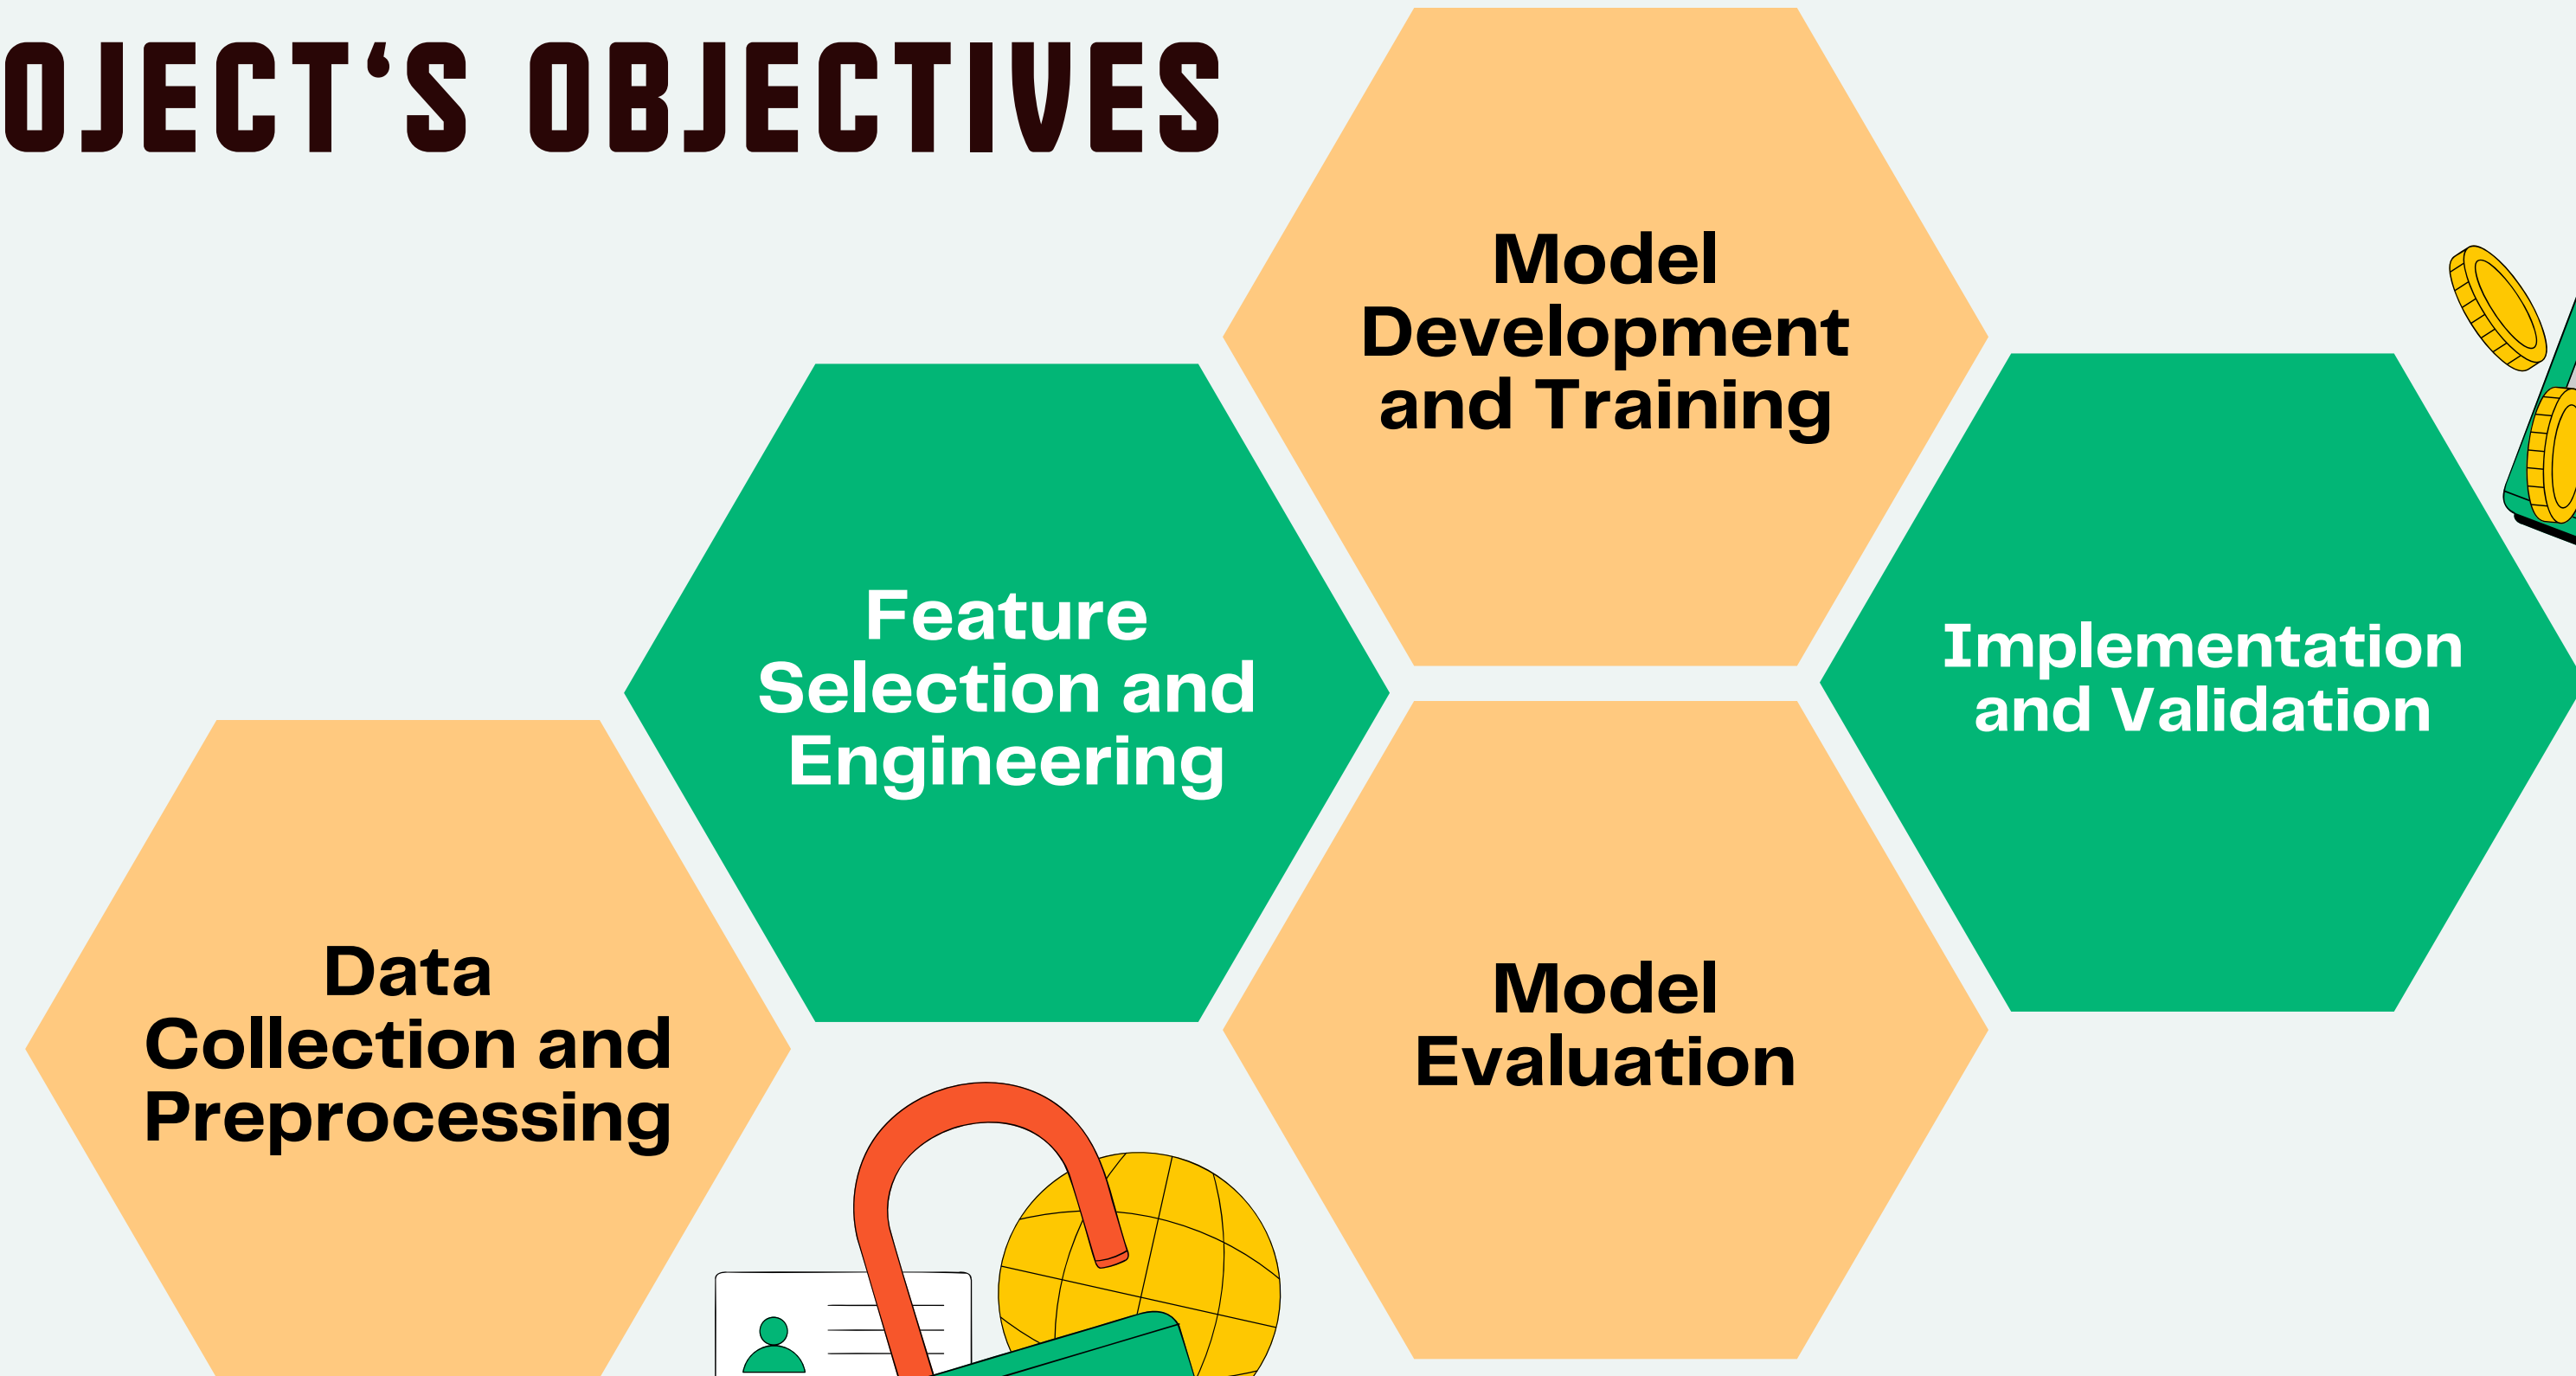 OJECT'S OBJECTIVES
Model
Development
and Training
Feature
Selection and
Engineering
Implementation
and Validation
Data
Collection and
Preprocessing
Model
Evaluation